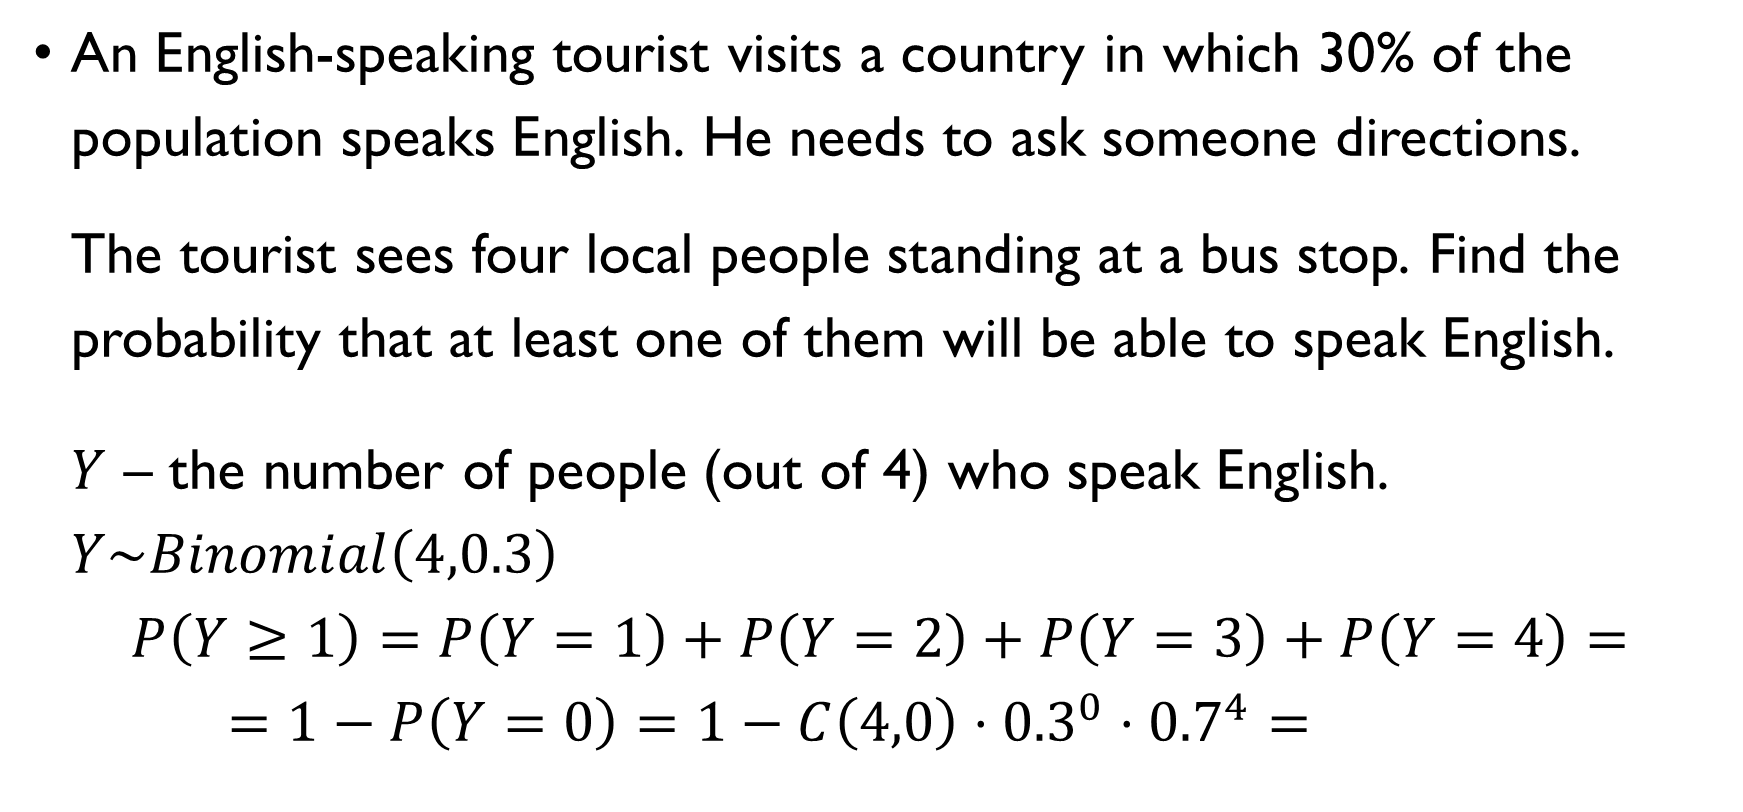 • An English-speaking tourist visits a country in which 30% of the
population speaks English. He needs to ask someone directions.
The tourist sees four local people standing at a bus stop. Find the
probability that at least one of them will be able to speak English.
Y – the number of people (out of 4) who speak English.
Y~Binomial(4,0.3)
P(Y ≥ 1) = P(Y = 1) + P(Y = 2) + P(Y = 3) + P(Y = 4) =
= 1 − P(Y = 0) = 1 − C(4,0) · 0.3⁰ · 0.7⁴ =